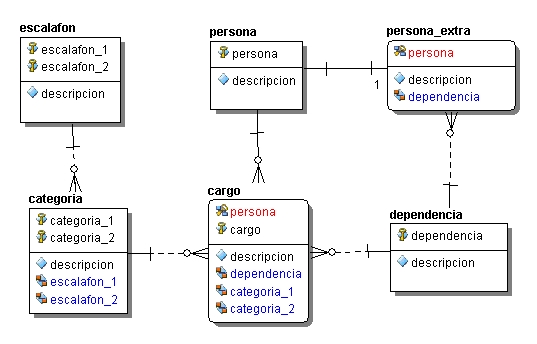 escalafon
escalafon_1
escalafon_2
descripcion
persona
persona
descripcion
persona_extra
persona
descripcion
dependencia
1
categoria
categoria_1
categoria_2
descripcion
escalafon_1
escalafon_2
cargo
persona
cargo
descripcion
dependencia
categoria_1
categoria_2
dependencia
dependencia
descripcion